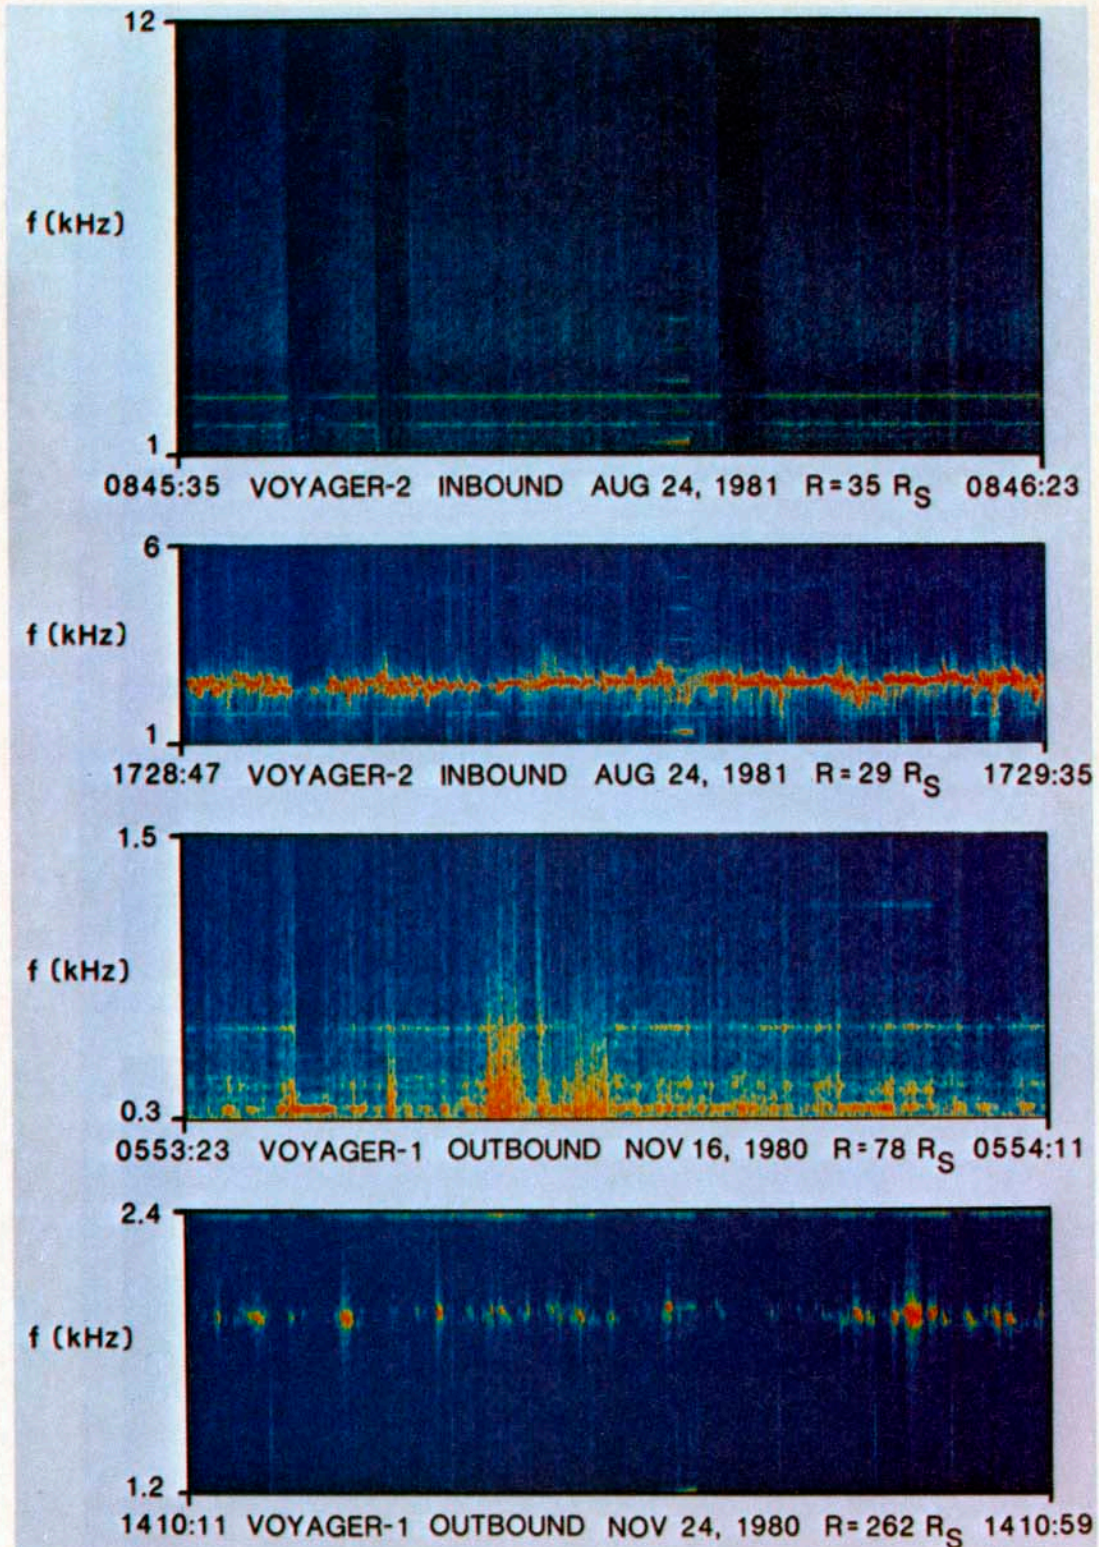 12
f (kHz)
1
0845:35 VOYAGER-2 INBOUND AUG 24, 1981 R=35 RS 0846:23
6
f (kHz)
1
1728:47 VOYAGER-2 INBOUND AUG 24, 1981 R=29 RS 1729:35
1.5
f (kHz)
0.3
0553:23 VOYAGER-1 OUTBOUND NOV 16, 1980 R=78 RS 0554:11
2.4
f (kHz)
1.2
1410:11 VOYAGER-1 OUTBOUND NOV 24, 1980 R=262 RS 1410:59